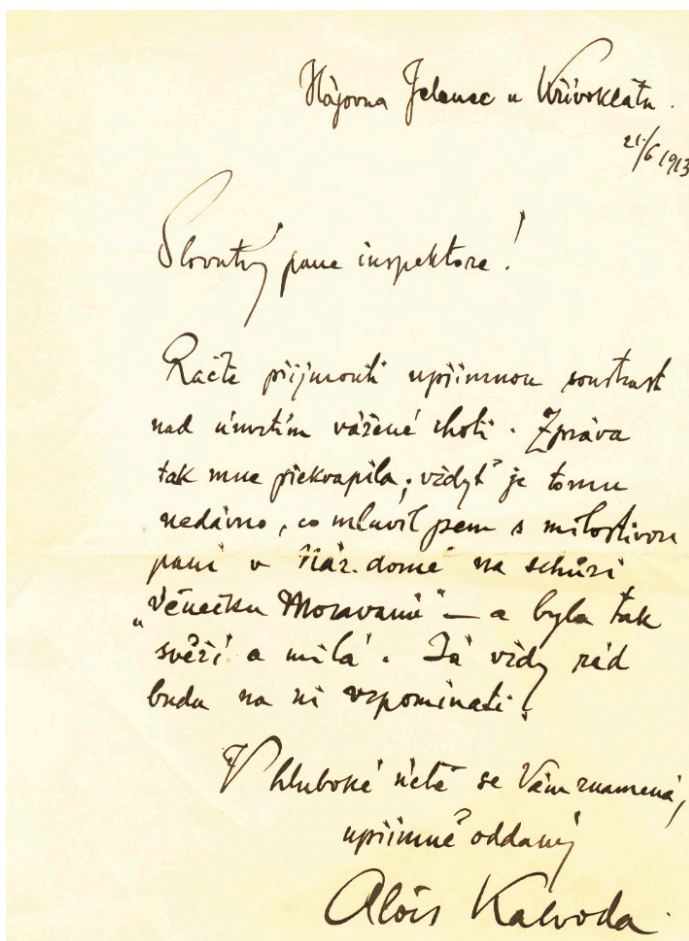 Hájovna Jelenec u Křivoklátu.
21/6 1913
Slovutný pane inspektore!
Račte přijmouti upřímnou soustrast
nad úmrtím vážené choti. Zpráva
tak mne překvapila; vždyť je tomu
nedávno, co mluvil jsem s milostivou
paní v Nár. domě na schůzi
„Věnečku Moravanů“ — a byla tak
svěží a milá. Já vždy rád
budu na ni vzpomínati!
V hluboké úctě se Vám znamená,
upřímně oddaný
Alois Kalvoda.